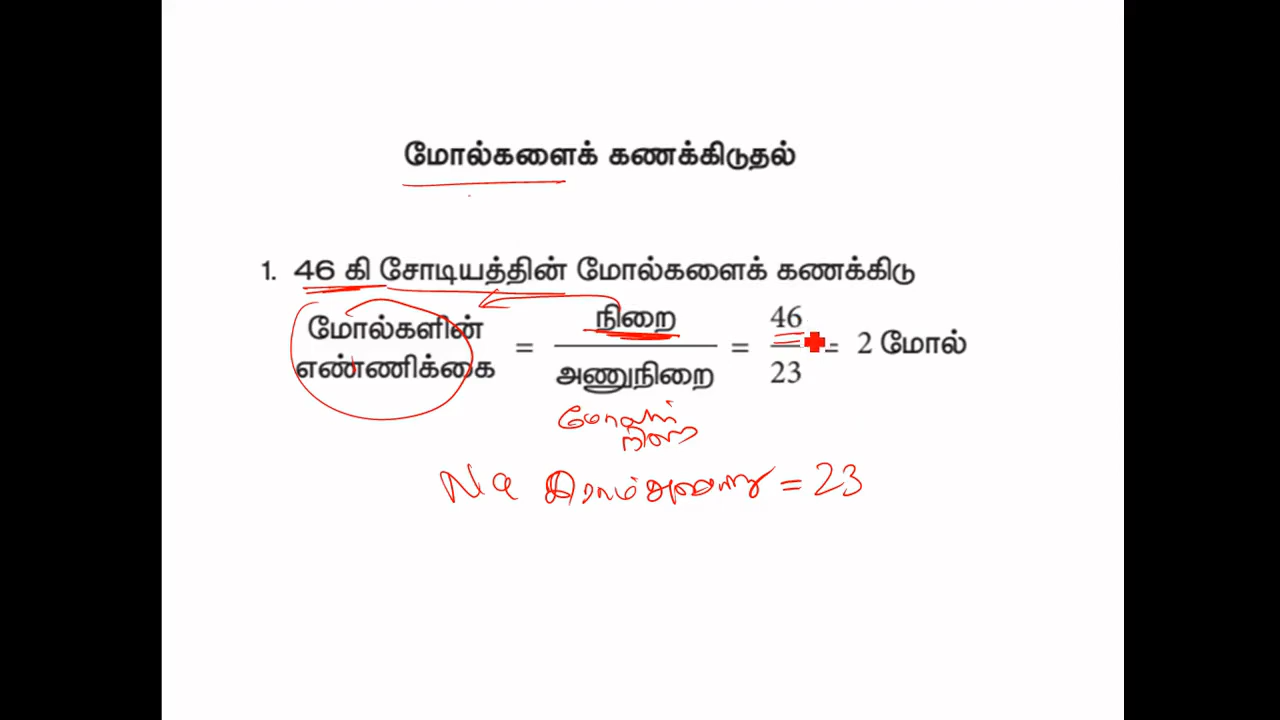 மோல்களைக் கணக்கிடுதல்
1. 46 கி சோடியத்தின் மோல்களைக் கணக்கிடு
மோல்களின் எண்ணிக்கை = நிறை / அணுநிறை = 46 / 23 = 2 மோல்
மோலார்
நிறை
Na = 23